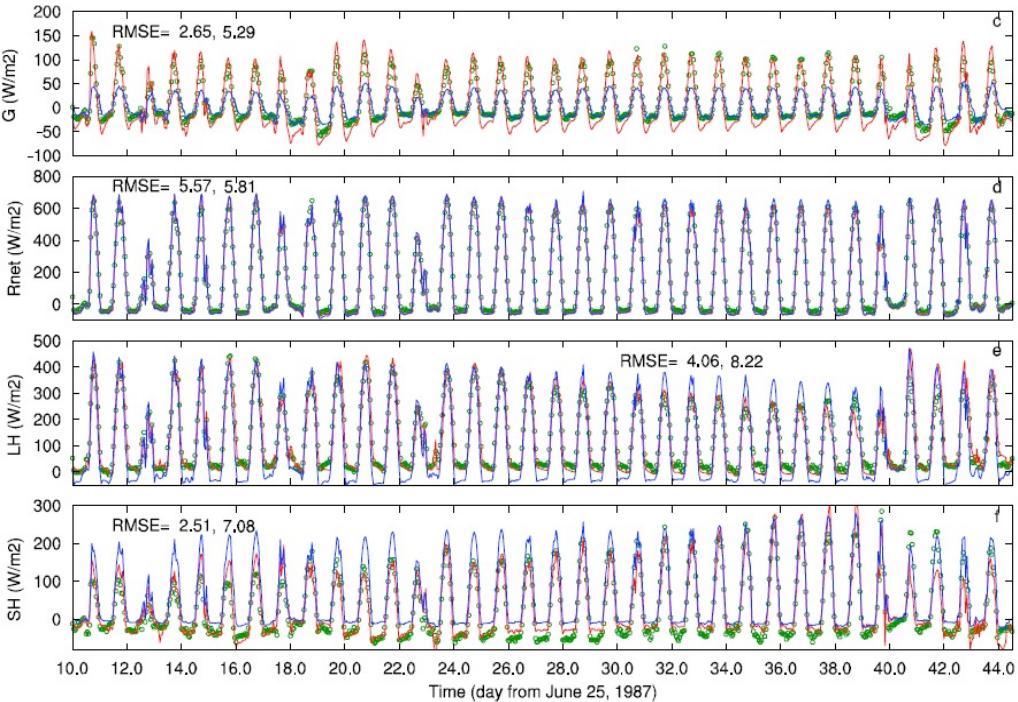 c
RMSE= 2.65, 5.29
G (W/m2)
200
150
100
50
0
-50
-100
d
RMSE= 5.57, 5.81
Rnet (W/m2)
800
600
400
200
0
e
RMSE= 4.06, 8.22
LH (W/m2)
500
400
300
200
100
0
f
RMSE= 2.51, 7.08
SH (W/m2)
300
200
100
0
10.0 12.0 14.0 16.0 18.0 20.0 22.0 24.0 26.0 28.0 30.0 32.0 34.0 36.0 38.0 40.0 42.0 44.0
Time (day from June 25, 1987)